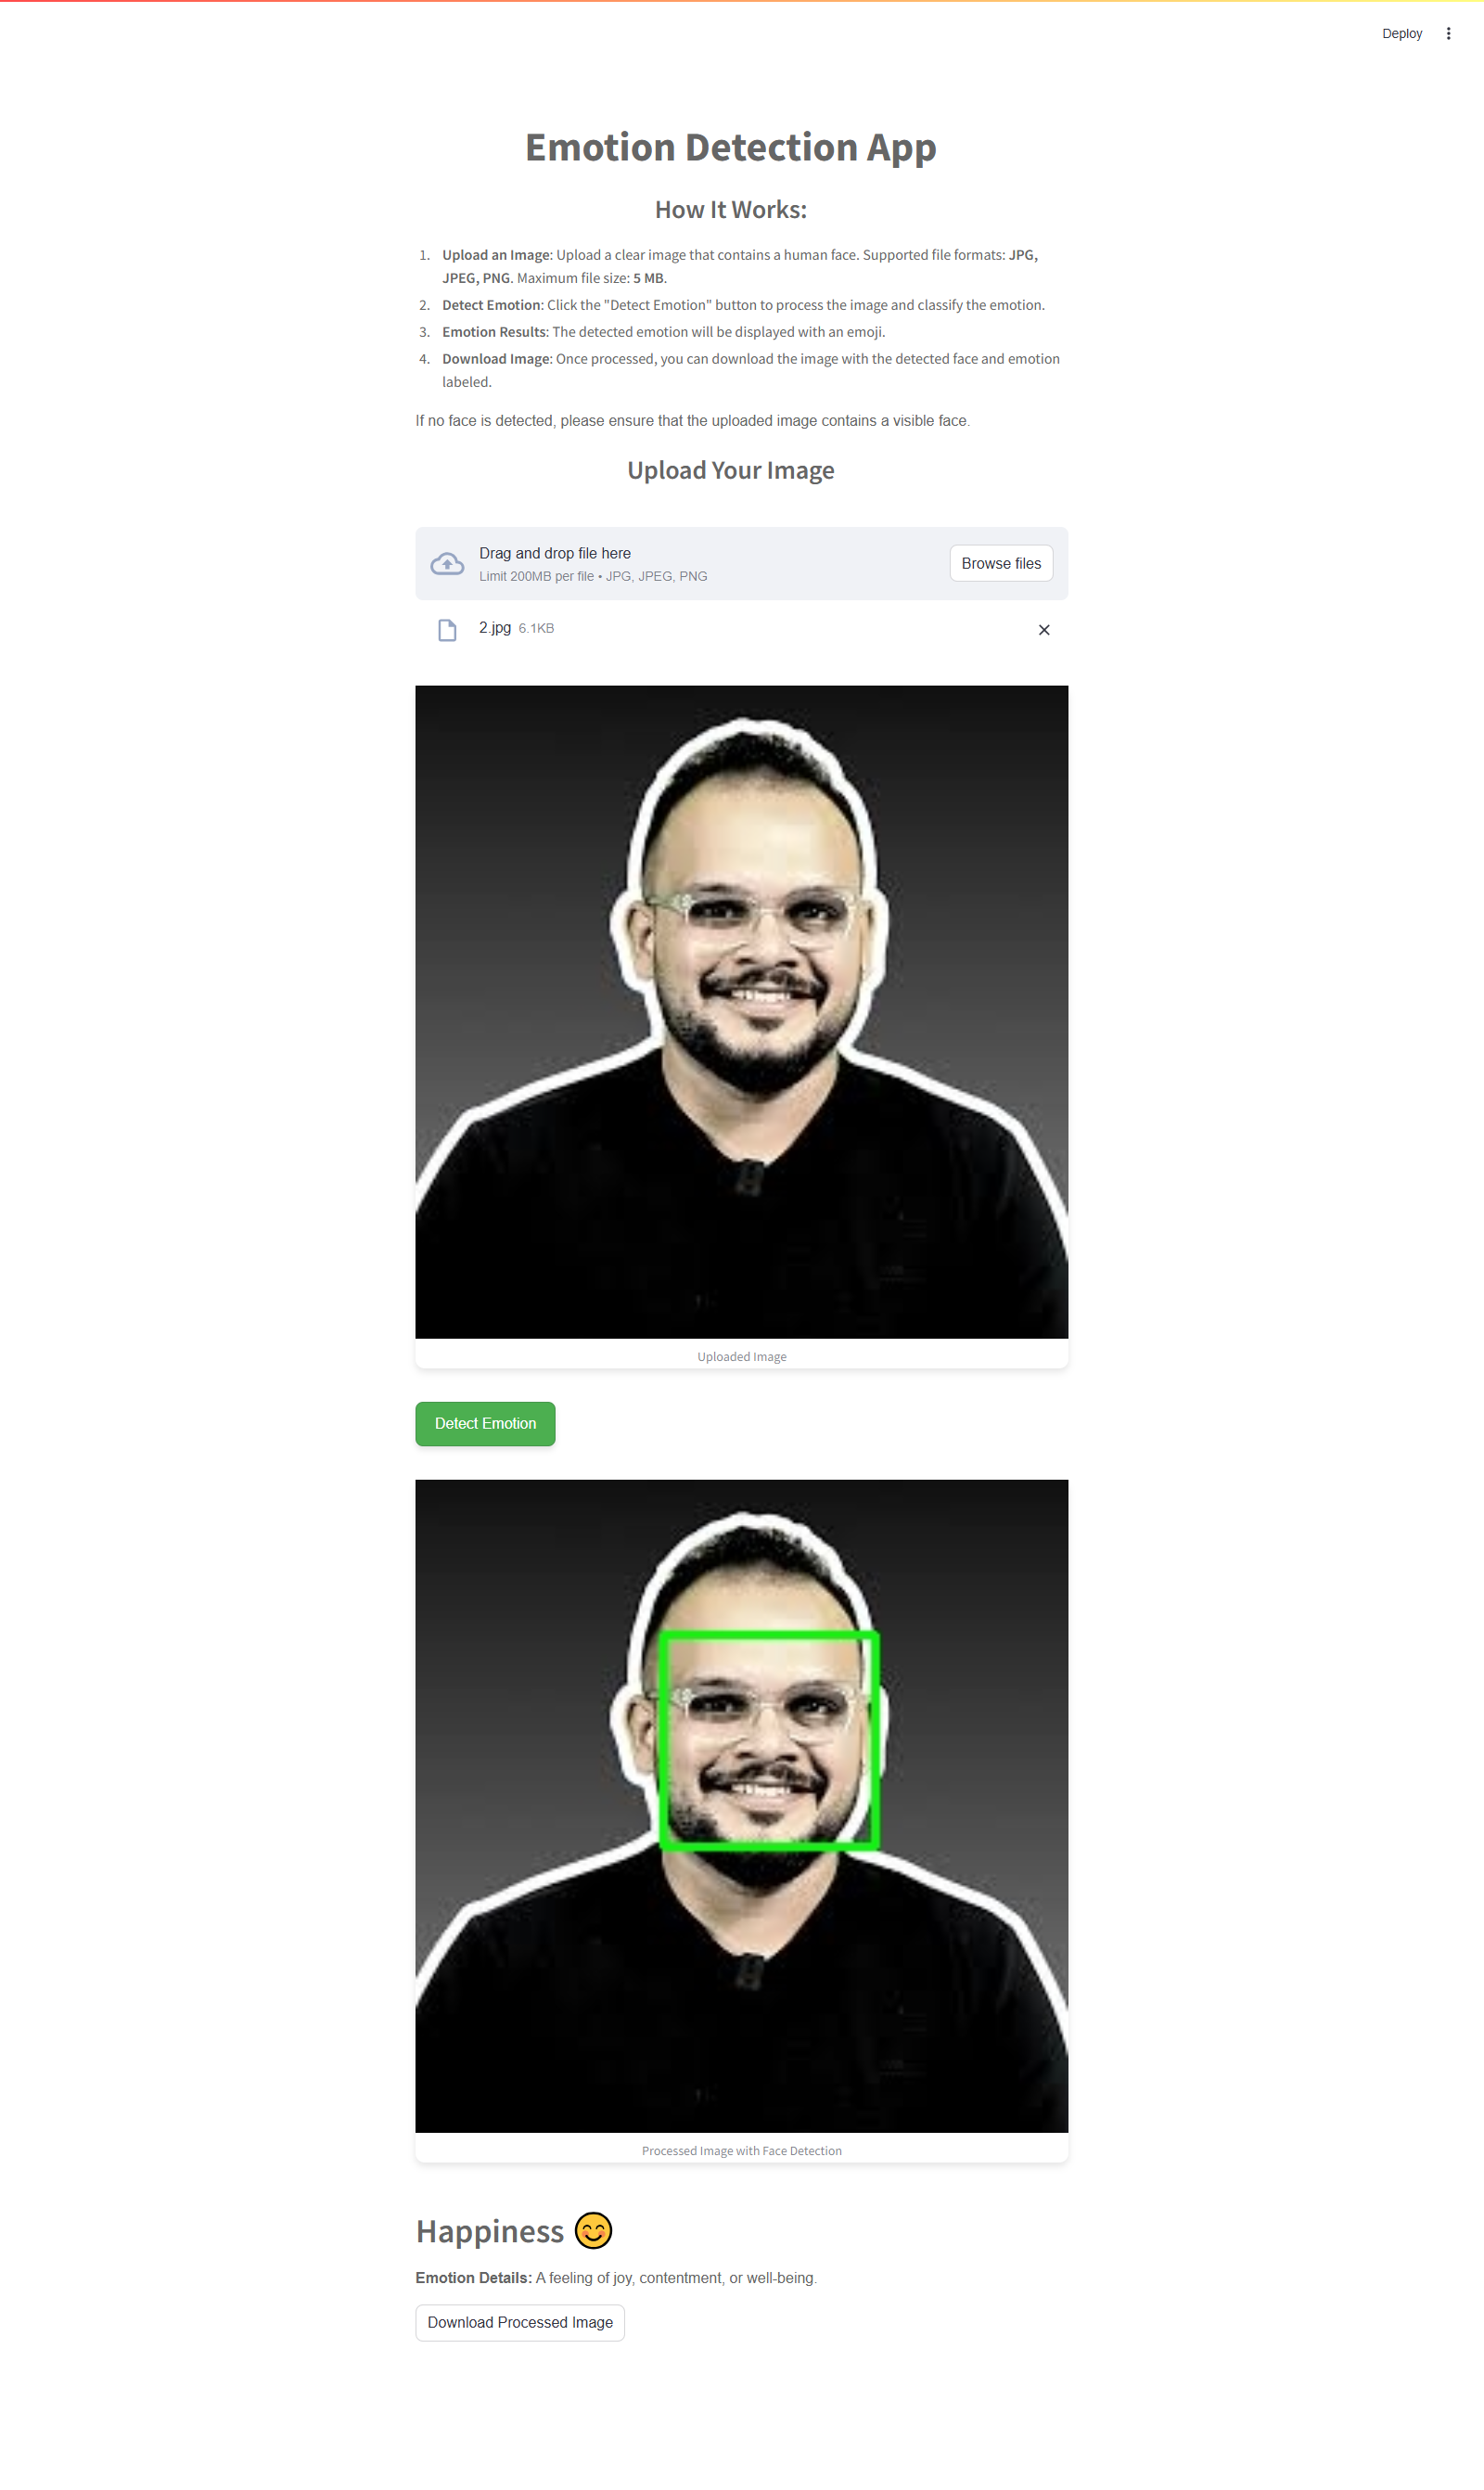 Deploy
Emotion Detection App
How It Works:
1. Upload an Image: Upload a clear image that contains a human face. Supported file formats: JPG,
JPEG, PNG. Maximum file size: 5 MB.
2. Detect Emotion: Click the "Detect Emotion" button to process the image and classify the emotion.
3. Emotion Results: The detected emotion will be displayed with an emoji.
4. Download Image: Once processed, you can download the image with the detected face and emotion
labeled.
If no face is detected, please ensure that the uploaded image contains a visible face.
Upload Your Image
Drag and drop file here
Limit 200MB per file • JPG, JPEG, PNG
Browse files
2.jpg 6.1KB
Uploaded Image
Detect Emotion
Processed Image with Face Detection
Happiness 😊
Emotion Details: A feeling of joy, contentment, or well-being.
Download Processed Image